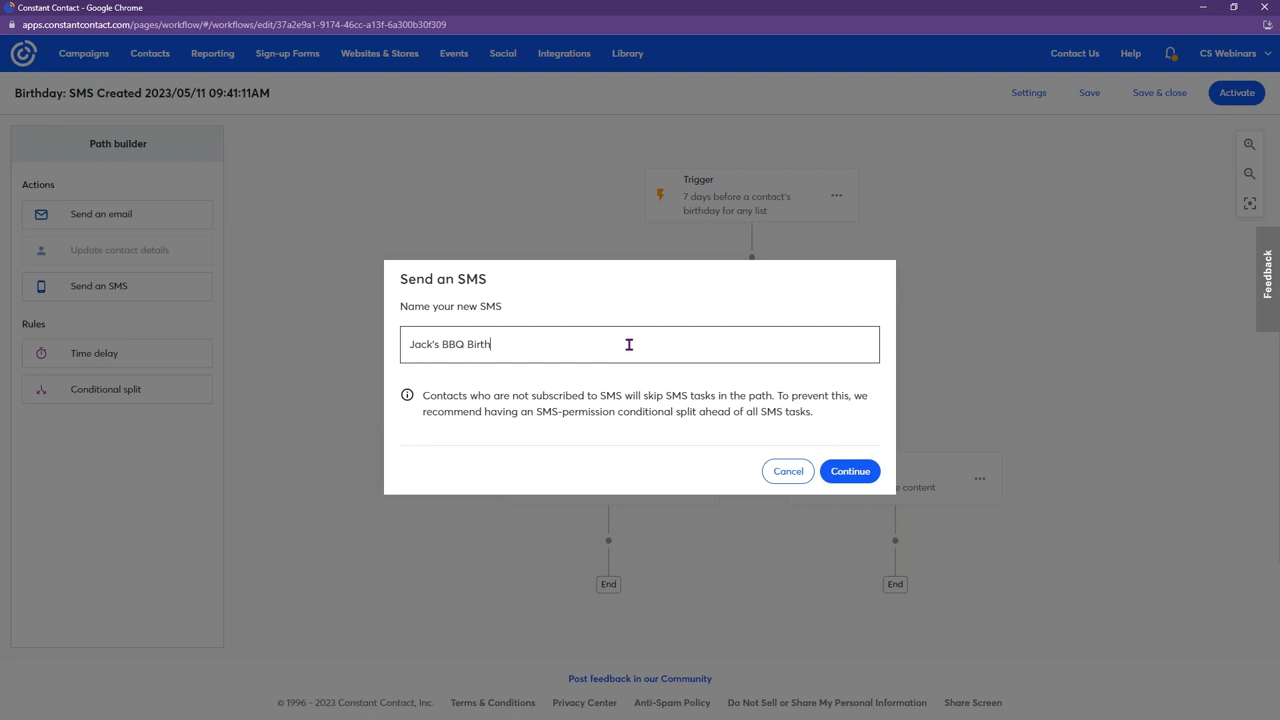 Constant Contact - Google Chrome
apps.constantcontact.com/pages/workflow/#/workflows/edit/37a2e9a1-9174-46cc-a13f-6a300b30f309
Campaigns Contacts Reporting Sign-up Forms Websites & Stores Events Social Integrations Library Contact Us Help CS Webinars
Birthday: SMS Created 2023/05/11 09:41:11AM Settings Save Save & close Activate
Path builder
Actions
Send an email
Update contact details
Send an SMS
Rules
Time delay
Conditional split
Trigger
7 days before a contact's
birthday for any list
Send an SMS
Name your new SMS
Jack's BBQ Birth
Contacts who are not subscribed to SMS will skip SMS tasks in the path. To prevent this, we
recommend having an SMS-permission conditional split ahead of all SMS tasks.
Cancel Continue
content
End End
Feedback
Post feedback in our Community
© 1996 - 2023 Constant Contact, Inc. Terms & Conditions Privacy Center Anti-Spam Policy Do Not Sell or Share My Personal Information Share Screen